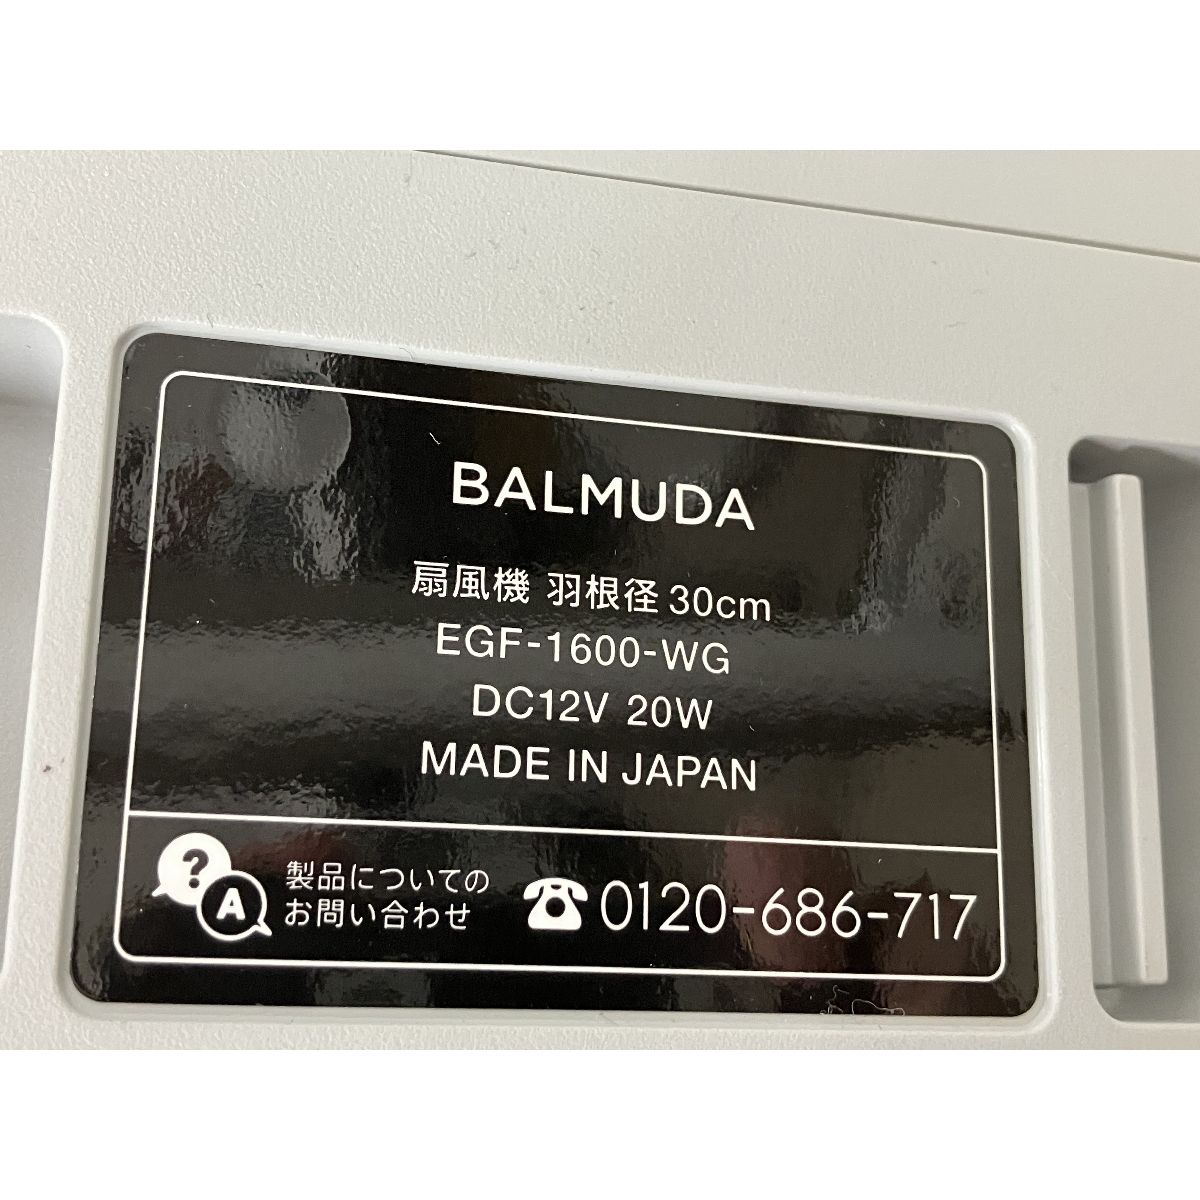 BALMUDA
扇風機 羽根径 30cm
EGF-1600-WG
DC12V 20W
MADE IN JAPAN
? A
製品についての
お問い合わせ
0120-686-717